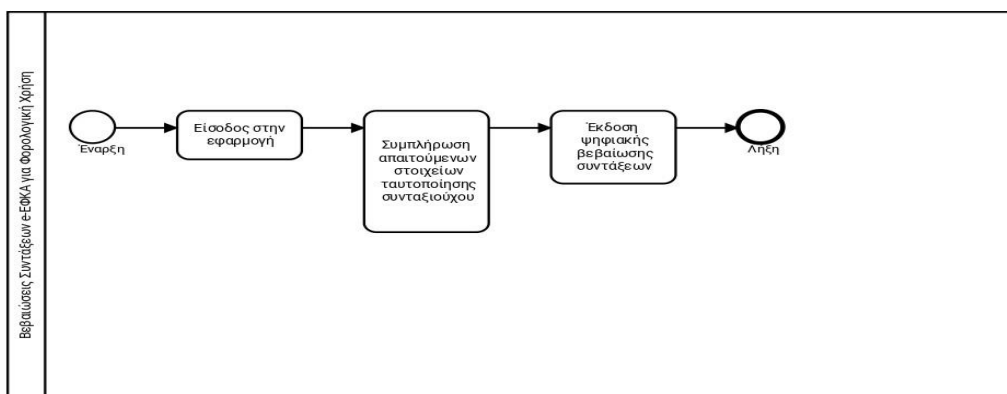 Βεβαιώσεις Συντάξεων e-ΕΦΚΑ για Φορολογική Χρήση
Έναρξη
Είσοδος στην
εφαρμογή
Συμπλήρωση
απαιτούμενων
στοιχείων
ταυτοποίησης
συνταξιούχου
Έκδοση
ψηφιακής
βεβαίωσης
συντάξεων
Λήξη